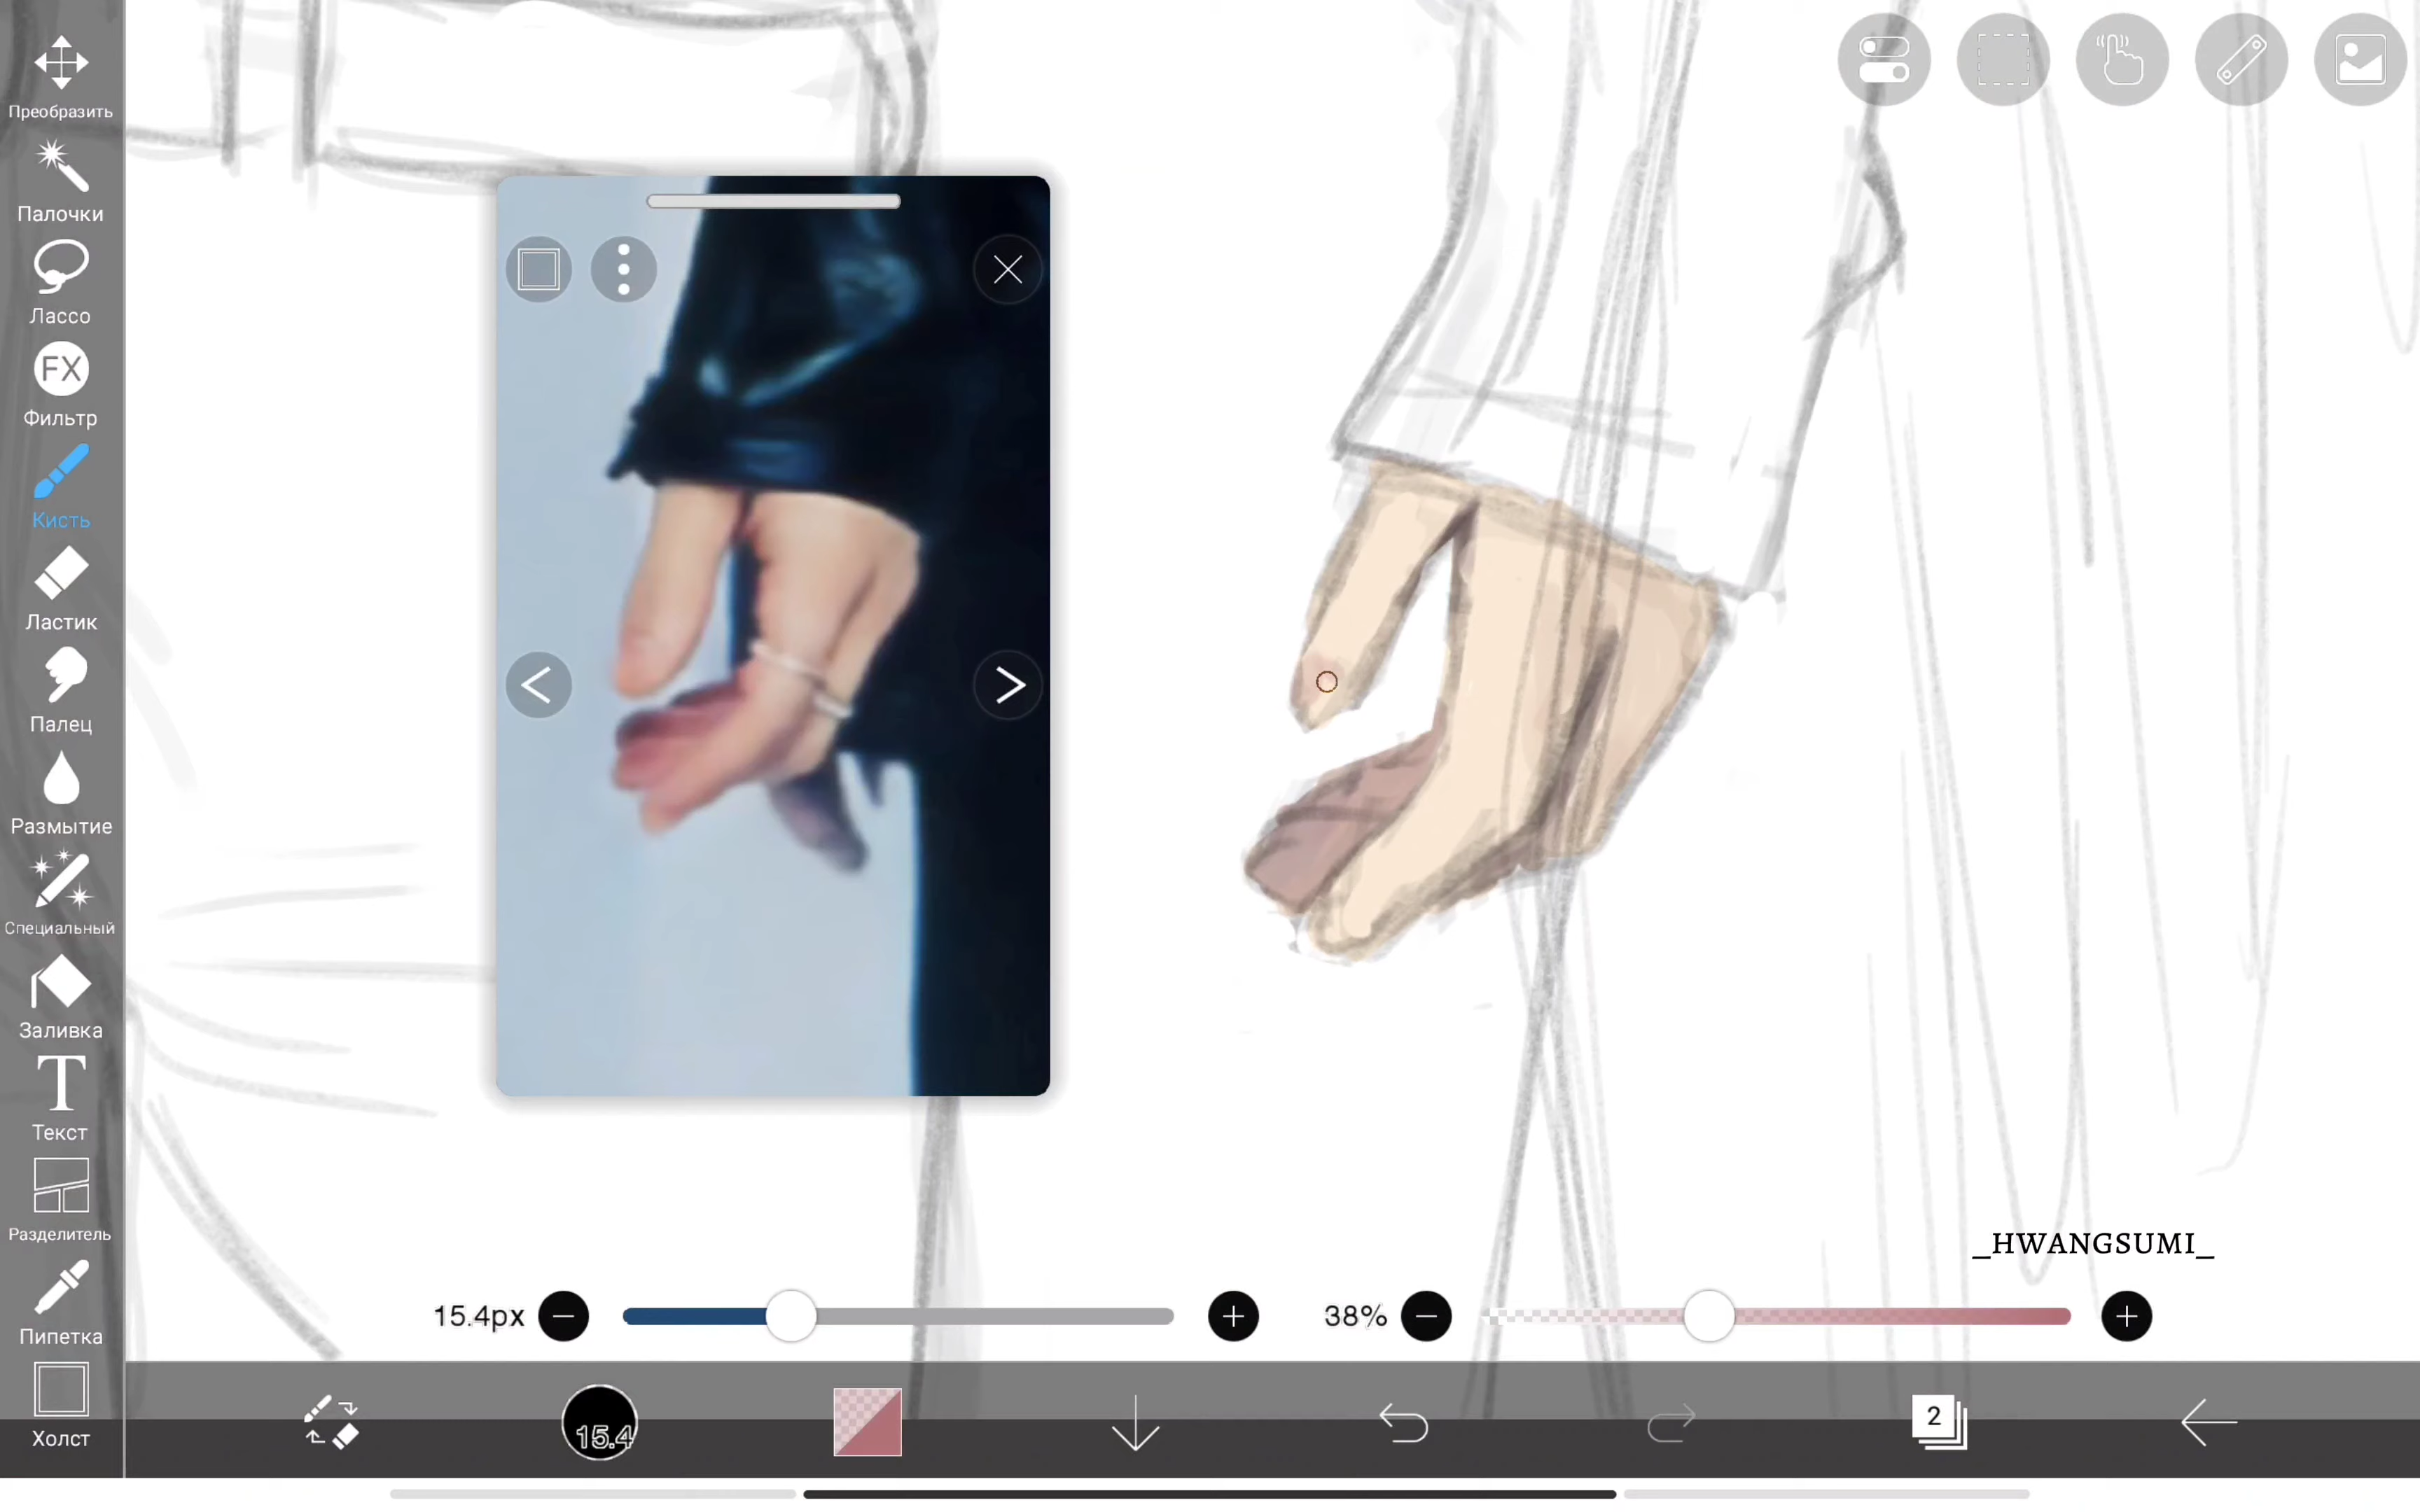 Преобразить
Палочки
Лассо
FX
Фильтр
Кисть
Ластик
Палец
Размытие
Специальный
Заливка
T
Текст
Разделитель
Пипетка
Холст
_HWANGSUMI_
15.4px
38%
15.4
2